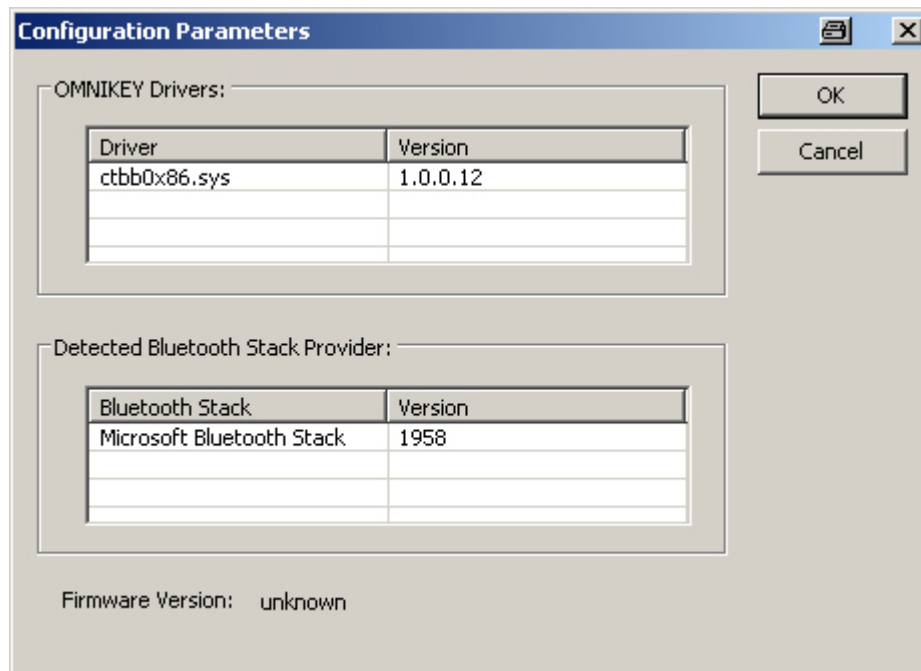 Configuration Parameters
OMNIKEY Drivers:
OK
Cancel
Driver Version
ctbb0x86.sys 1.0.0.12
Detected Bluetooth Stack Provider:
Bluetooth Stack Version
Microsoft Bluetooth Stack 1958
Firmware Version: unknown